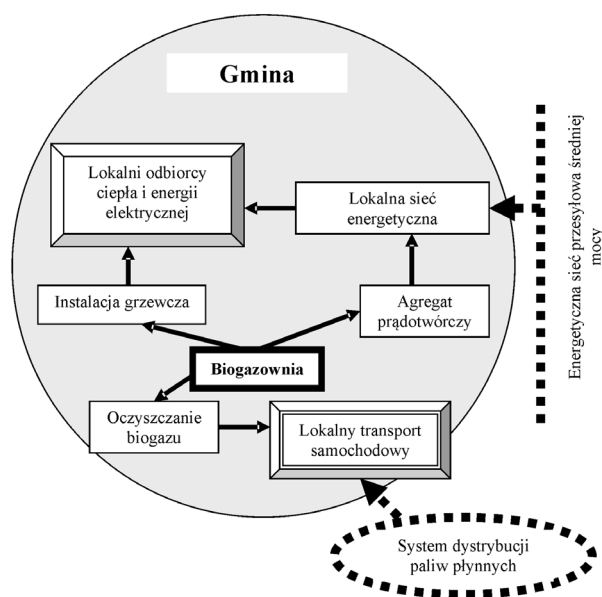 Gmina
Lokalni odbiorcy
ciepła i energii
elektrycznej
Lokalna sieć
energetyczna
Energetyczna sieć przesyłowa średniej
mocy
Instalacja grzewcza
Agregat
prądotwórczy
Biogazownia
Oczyszczanie
biogazu
Lokalny transport
samochodowy
System dystrybucji
paliw płynnych